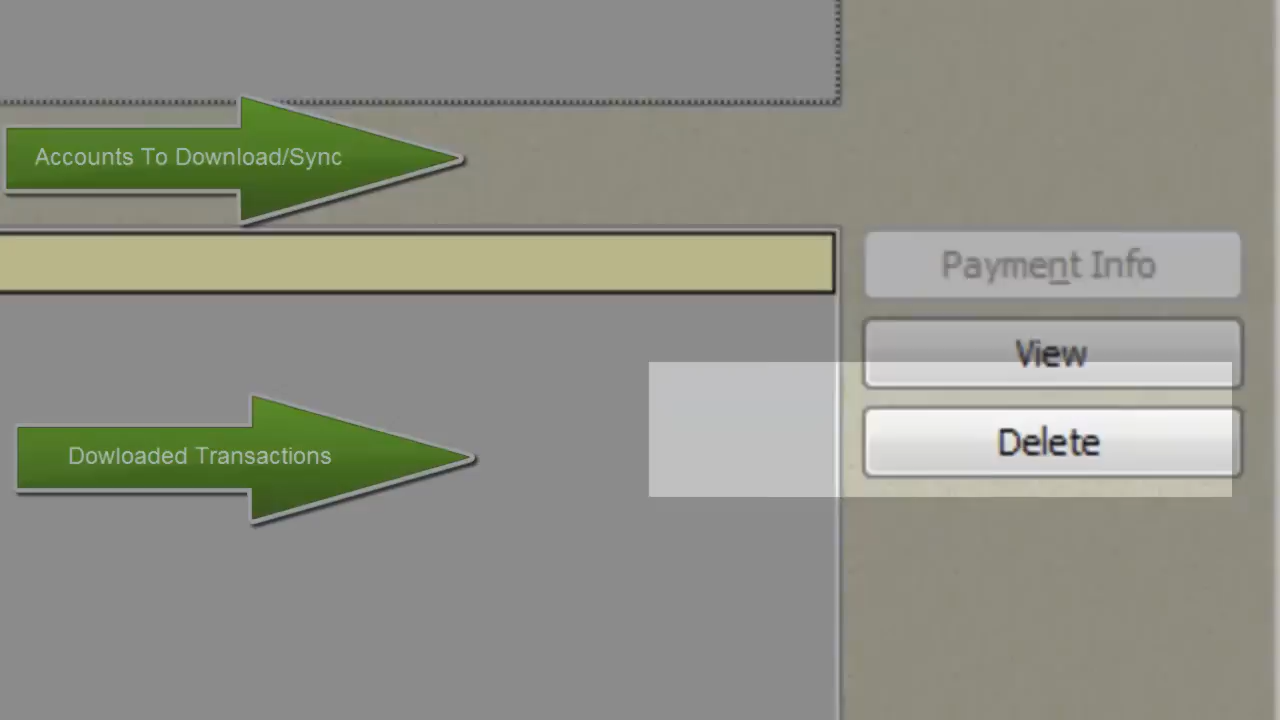 Accounts To Download/Sync
Payment Info
View
Delete
Dowloaded Transactions